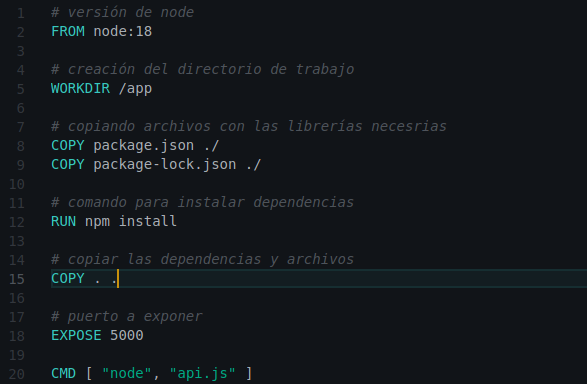 1 # versión de node
2 FROM node:18
3
4 # creación del directorio de trabajo
5 WORKDIR /app
6
7 # copiando archivos con las librerías necesrias
8 COPY package.json ./
9 COPY package-lock.json ./
10
11 # comando para instalar dependencias
12 RUN npm install
13
14 # copiar las dependencias y archivos
15 COPY . .
16
17 # puerto a exponer
18 EXPOSE 5000
19
20 CMD [ "node", "api.js" ]